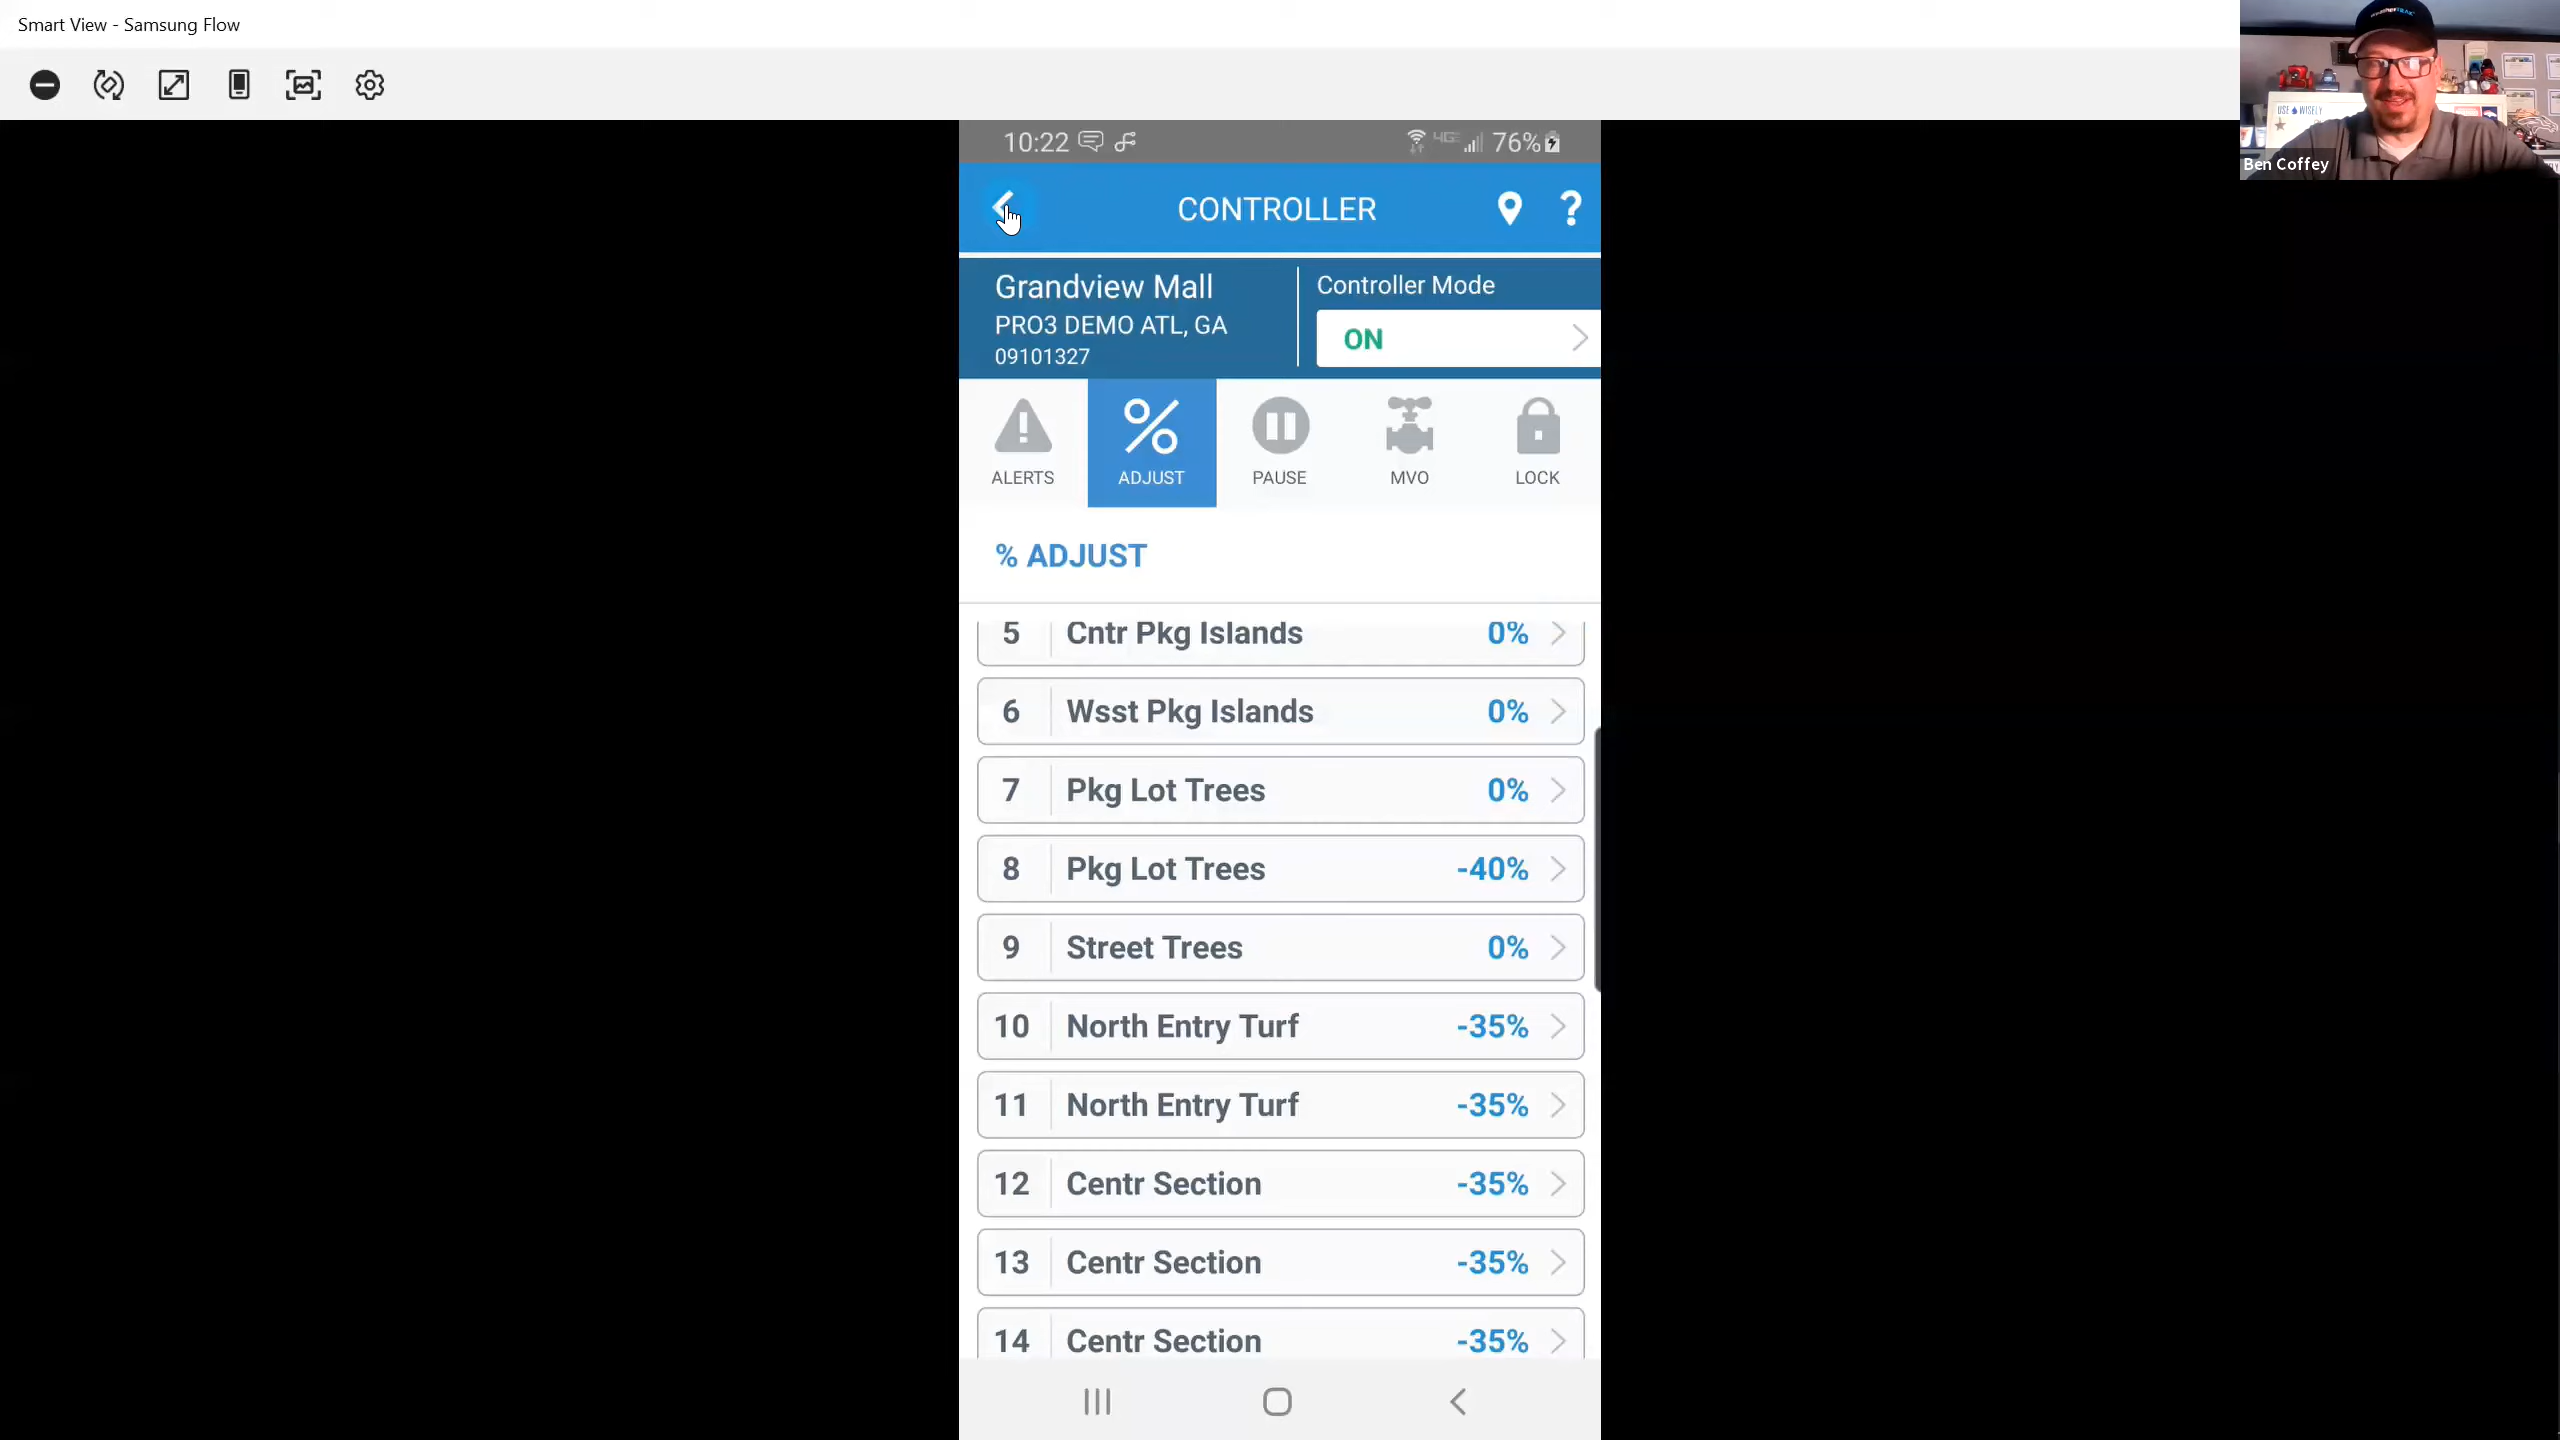 Smart View - Samsung Flow
USE WISELY
Ben Coffey
10:22 76%
CONTROLLER ?
Grandview Mall
PRO3 DEMO ATL, GA
09101327
Controller Mode
ON
ALERTS
% ADJUST
PAUSE
MVO
LOCK
% ADJUST
5 Cntr Pkg Islands 0%
6 Wsst Pkg Islands 0%
7 Pkg Lot Trees 0%
8 Pkg Lot Trees -40%
9 Street Trees 0%
10 North Entry Turf -35%
11 North Entry Turf -35%
12 Centr Section -35%
13 Centr Section -35%
14 Centr Section -35%